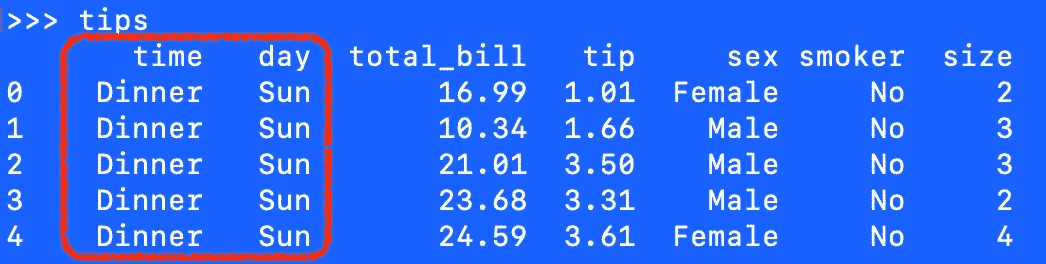 >>> tips
time day total_bill tip sex smoker size
0 Dinner Sun 16.99 1.01 Female No 2
1 Dinner Sun 10.34 1.66 Male No 3
2 Dinner Sun 21.01 3.50 Male No 3
3 Dinner Sun 23.68 3.31 Male No 2
4 Dinner Sun 24.59 3.61 Female No 4